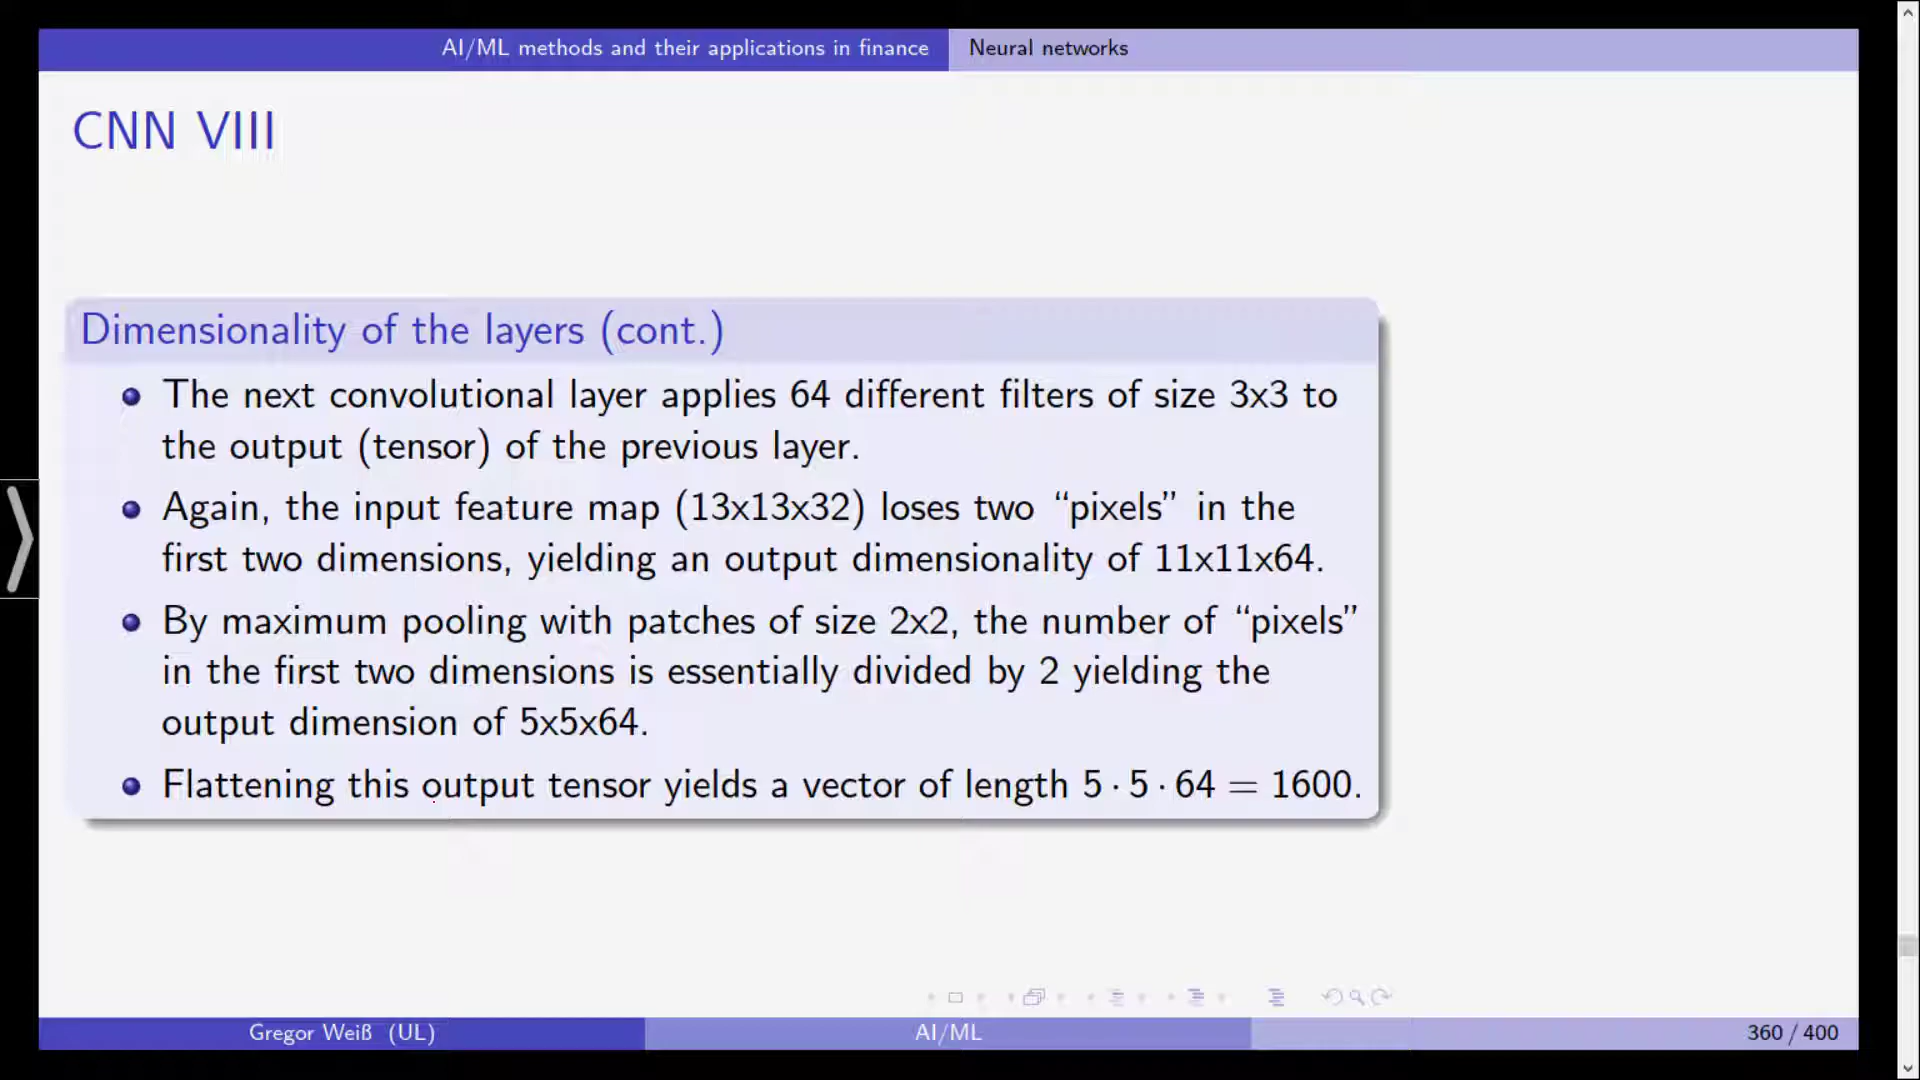 AI/ML methods and their applications in finance
Neural networks
CNN VIII
Dimensionality of the layers (cont.)
The next convolutional layer applies 64 different filters of size 3x3 to
the output (tensor) of the previous layer.
Again, the input feature map (13x13x32) loses two “pixels” in the
first two dimensions, yielding an output dimensionality of 11x11x64.
By maximum pooling with patches of size 2x2, the number of “pixels”
in the first two dimensions is essentially divided by 2 yielding the
output dimension of 5x5x64.
Flattening this output tensor yields a vector of length 5 · 5 · 64 = 1600.
Gregor Weiß (UL)
AI/ML
360 / 400